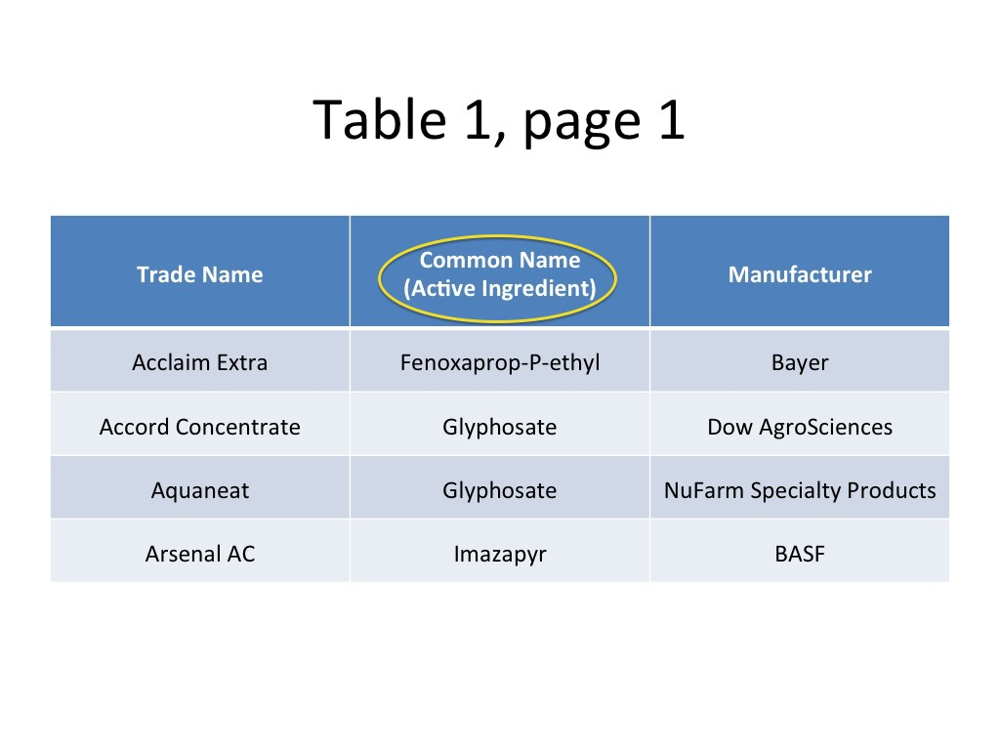 Table 1, page 1
Trade Name
Common Name
(Active Ingredient)
Manufacturer
Acclaim Extra
Fenoxaprop-P-ethyl
Bayer
Accord Concentrate
Glyphosate
Dow AgroSciences
Aquaneat
Glyphosate
NuFarm Specialty Products
Arsenal AC
Imazapyr
BASF